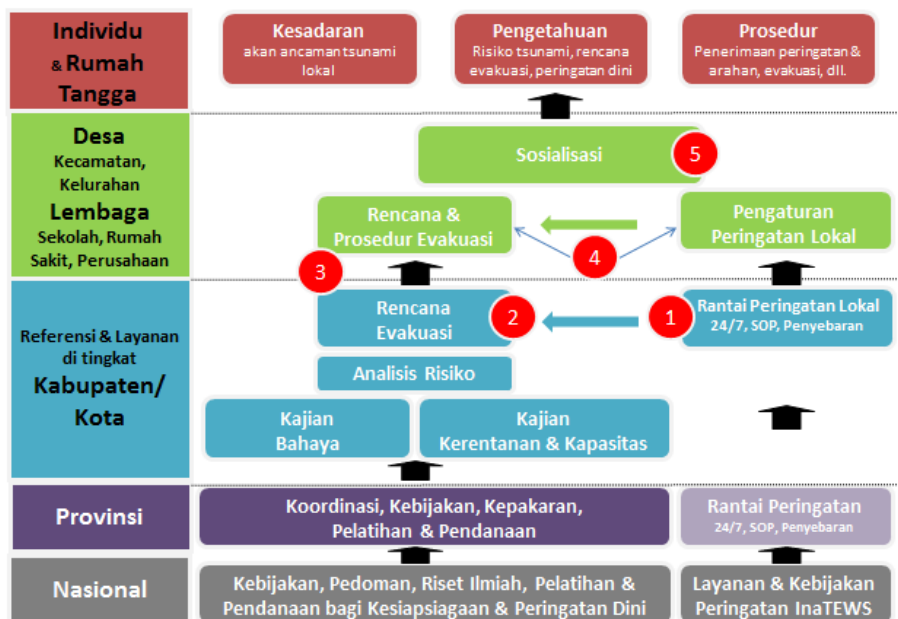 Individu
& Rumah
Tangga
Kesadaran
akan ancaman tsunami
lokal
Pengetahuan
Risiko tsunami, rencana
evakuasi, peringatan dini
Prosedur
Penerimaan peringatan &
arahan, evakuasi, dll.
Desa
Kecamatan,
Kelurahan
Lembaga
Sekolah, Rumah
Sakit, Perusahaan
Sosialisasi
5
Rencana &
Prosedur Evakuasi
4
Pengaturan
Peringatan Lokal
3
Referensi & Layanan
di tingkat
Kabupaten/
Kota
Rencana
Evakuasi
2
1
Rantai Peringatan Lokal
24/7, SOP, Penyebaran
Analisis Risiko
Kajian
Bahaya
Kajian
Kerentanan & Kapasitas
Provinsi
Koordinasi, Kebijakan, Kepakaran,
Pelatihan & Pendanaan
Rantai Peringatan
24/7, SOP, Penyebaran
Nasional
Kebijakan, Pedoman, Riset Ilmiah, Pelatihan &
Pendanaan bagi Kesiapsiagaan & Peringatan Dini
Layanan & Kebijakan
Peringatan InaTEWS